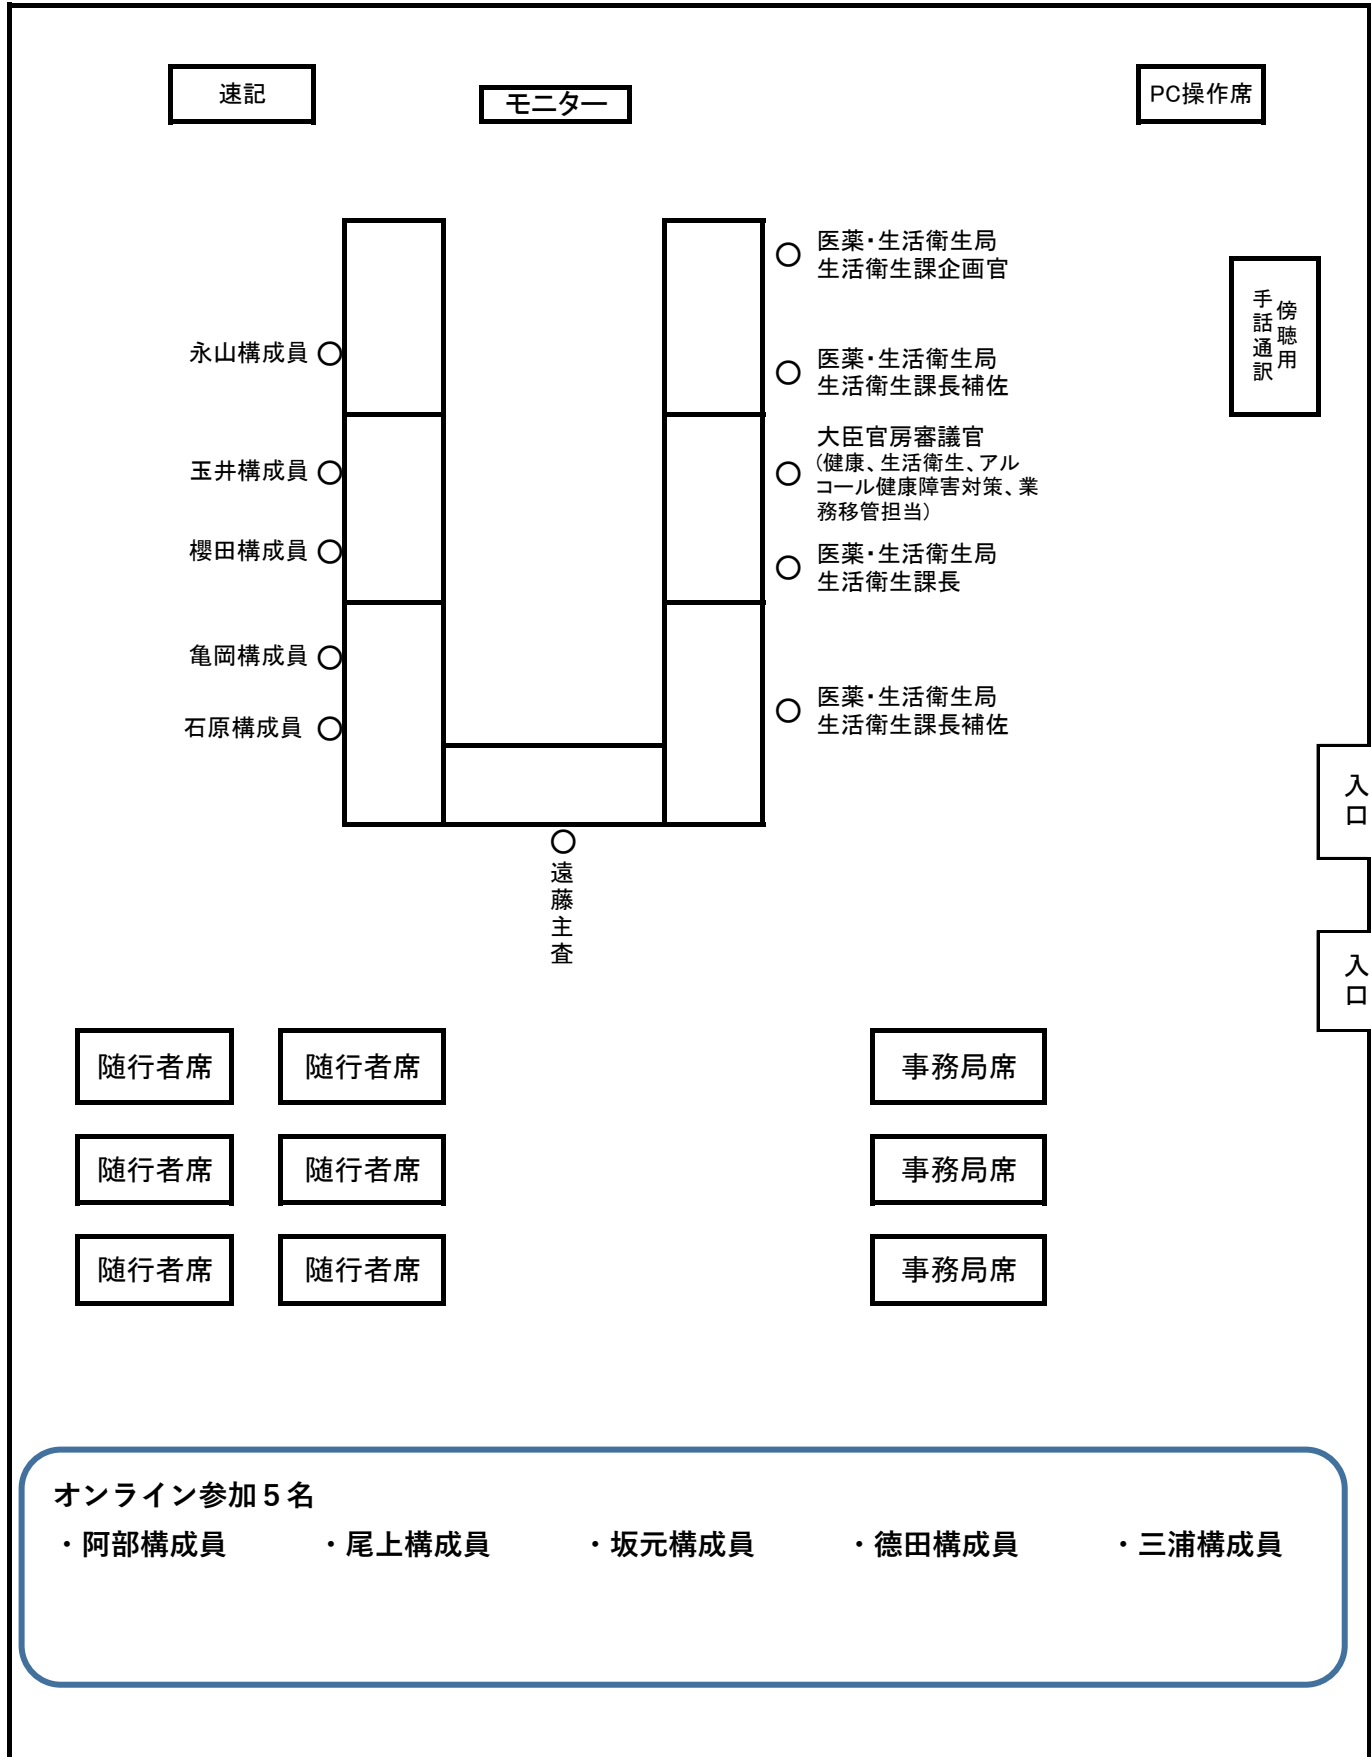 速記
モニター
PC操作席
医薬・生活衛生局
生活衛生課企画官
傍聴用
手話通訳
永山構成員
医薬・生活衛生局
生活衛生課長補佐
大臣官房審議官
(健康、生活衛生、アル
コール健康障害対策、業
務移管担当)
玉井構成員
櫻田構成員
医薬・生活衛生局
生活衛生課長
亀岡構成員
石原構成員
医薬・生活衛生局
生活衛生課長補佐
入口
遠藤主査
入口
随行者席
随行者席
事務局席
随行者席
随行者席
事務局席
随行者席
随行者席
事務局席
オンライン参加５名
・阿部構成員
・尾上構成員
・坂元構成員
・德田構成員
・三浦構成員